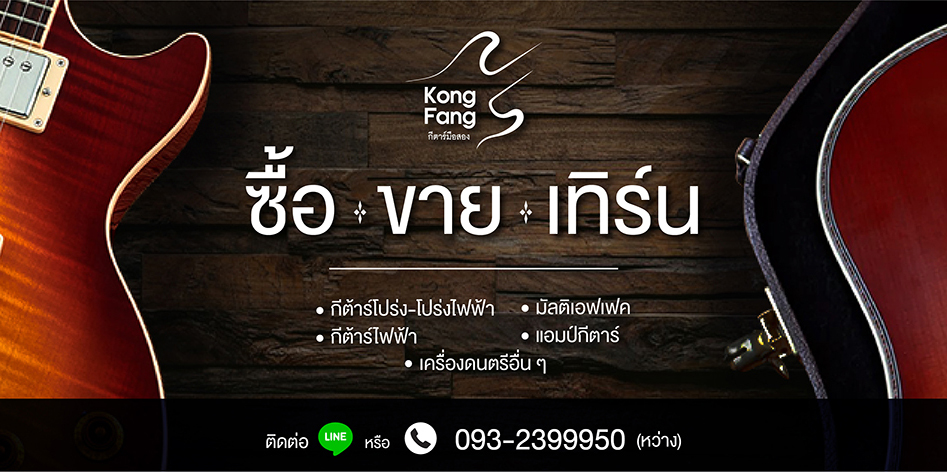 Kong
Fang
กีตาร์มือสอง
ซื้อ ขาย เทิร์น
• กีต้าร์โปร่ง-โปร่งไฟฟ้า • มัลติเอฟเฟค
• กีต้าร์ไฟฟ้า • แอมป์กีตาร์
• เครื่องดนตรีอื่น ๆ
ติดต่อ LINE หรือ 093-2399950 (หว่าง)